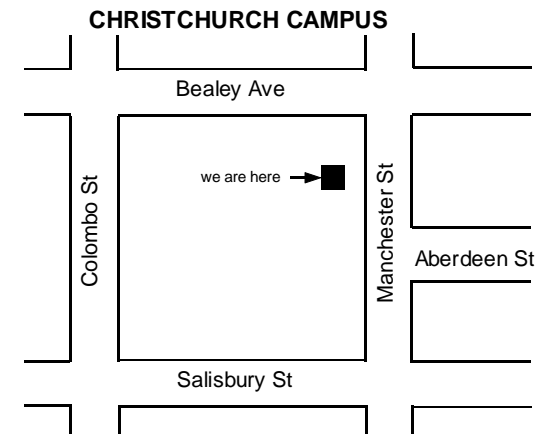 CHRISTCHURCH CAMPUS
Bealey Ave
we are here
Colombo St
Manchester St
Aberdeen St
Salisbury St